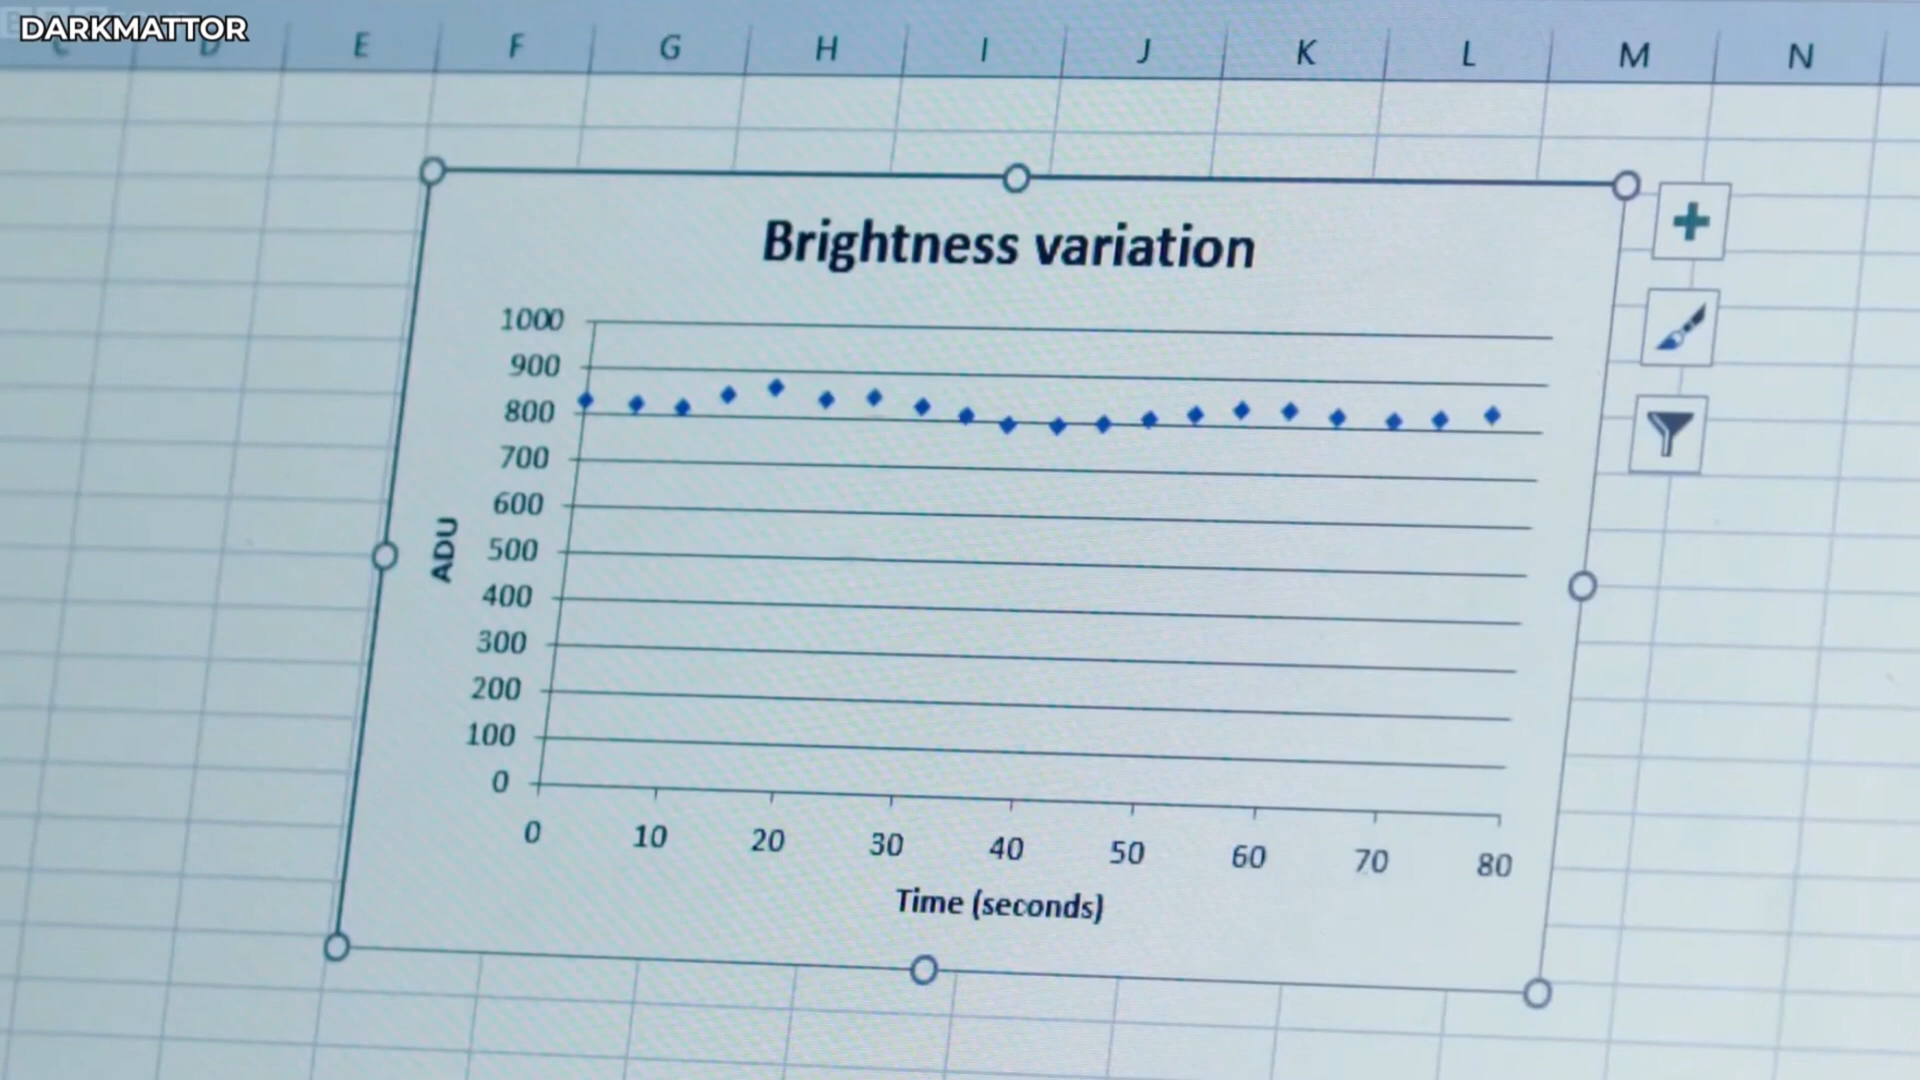 DARKMATTOR
C D E F G H I J K L M N
Brightness variation
1000
900
800
700
600
500
400
300
200
100
0
ADU
0 10 20 30 40 50 60 70 80
Time (seconds)